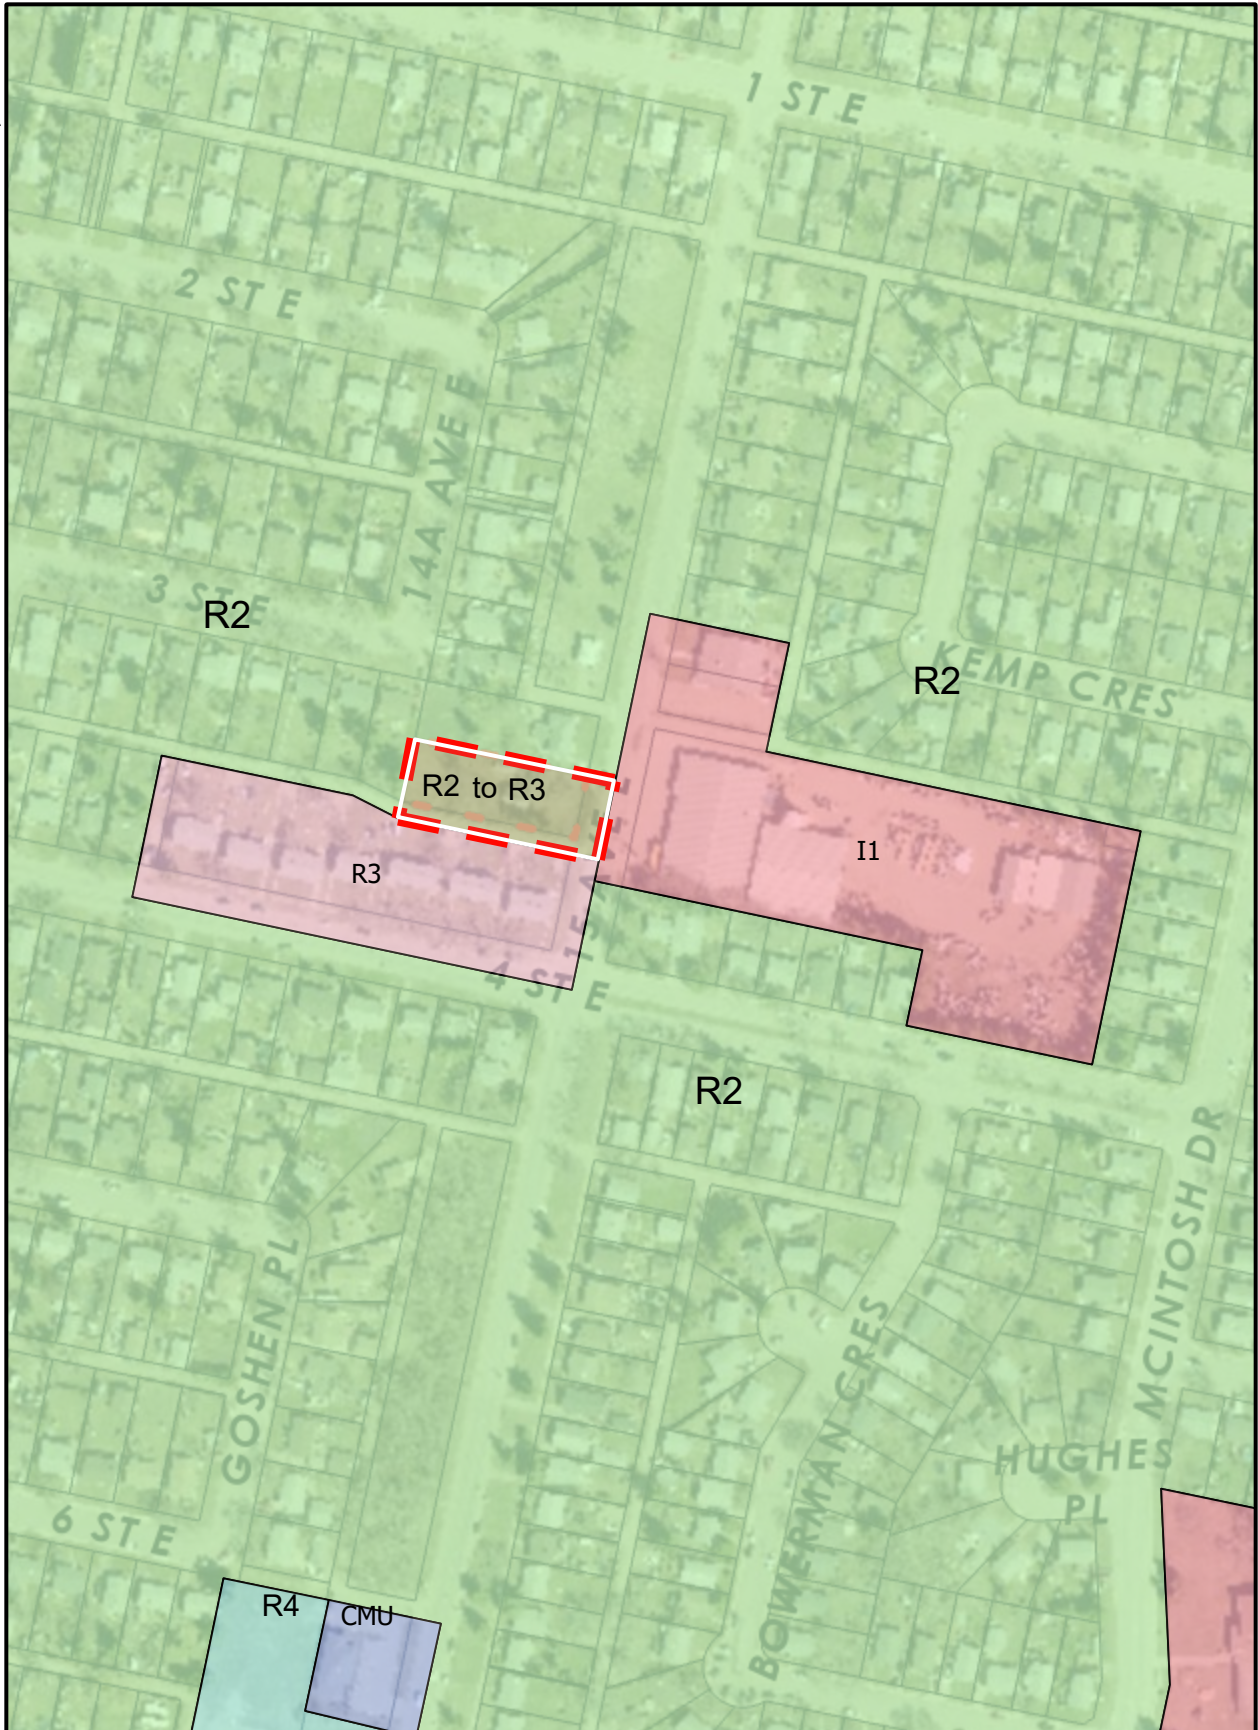 1 ST E
2 ST E
14A AVE E
3 ST E
R2
R2
KEMP CRES
R2 to R3
R3
I1
15 A
4 ST E
R2
MCINTOSH DR
GOSHEN PL
BOWERMAN CRES
HUGHES
PL
6 ST E
R4
CMU